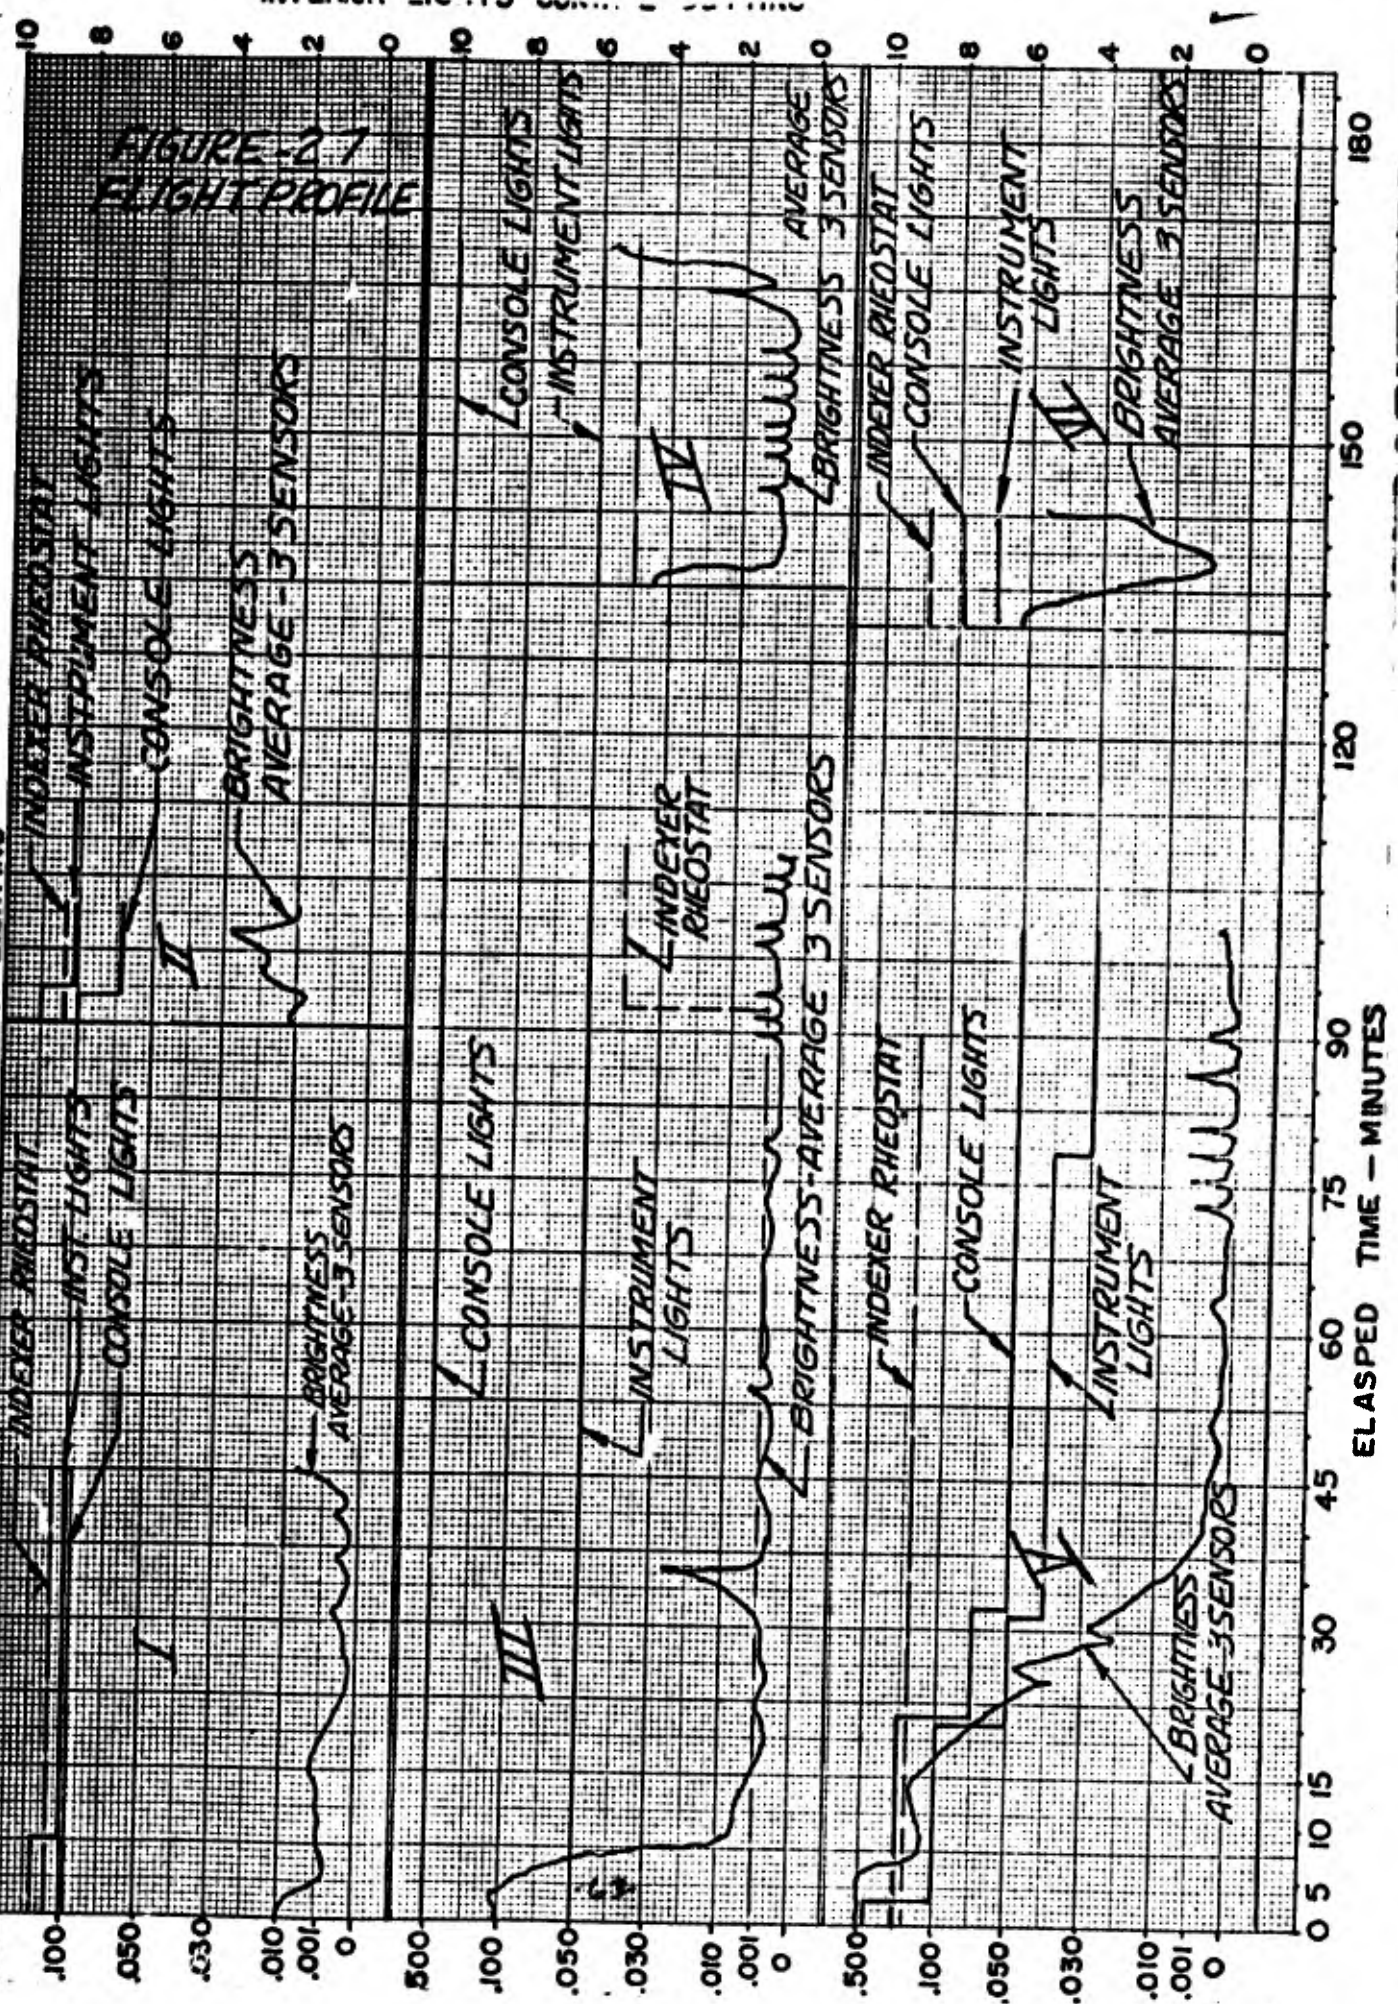 FIGURE-27
FLIGHT PROFILE
10
8
6
4
2
0
INDEXER RHEOSTAT
INST. LIGHTS
CONSOLE LIGHTS
I
BRIGHTNESS
AVERAGE-3 SENSORS
INDEXER RHEOSTAT
INSTRUMENT LIGHTS
CONSOLE LIGHTS
II
BRIGHTNESS
AVERAGE-3 SENSORS
.100
.050
.030
.010
.001
0
10
8
6
4
2
0
CONSOLE LIGHTS
III
INSTRUMENT
LIGHTS
BRIGHTNESS-AVERAGE 3 SENSORS
INDEXER
RHEOSTAT
CONSOLE LIGHTS
INSTRUMENT LIGHTS
IV
AVERAGE
BRIGHTNESS 3 SENSORS
.500
.100
.050
.030
.010
.001
0
10
8
6
4
2
0
INDEXER RHEOSTAT
CONSOLE LIGHTS
INSTRUMENT
LIGHTS
V
BRIGHTNESS
AVERAGE-3 SENSORS
INDEXER RHEOSTAT
CONSOLE LIGHTS
INSTRUMENT
LIGHTS
VI
BRIGHTNESS
AVERAGE 3 SENSORS
.500
.100
.050
.030
.010
.001
0
0 5 10 15 30 45 60 75 90 120 150 180
ELASPED TIME - MINUTES